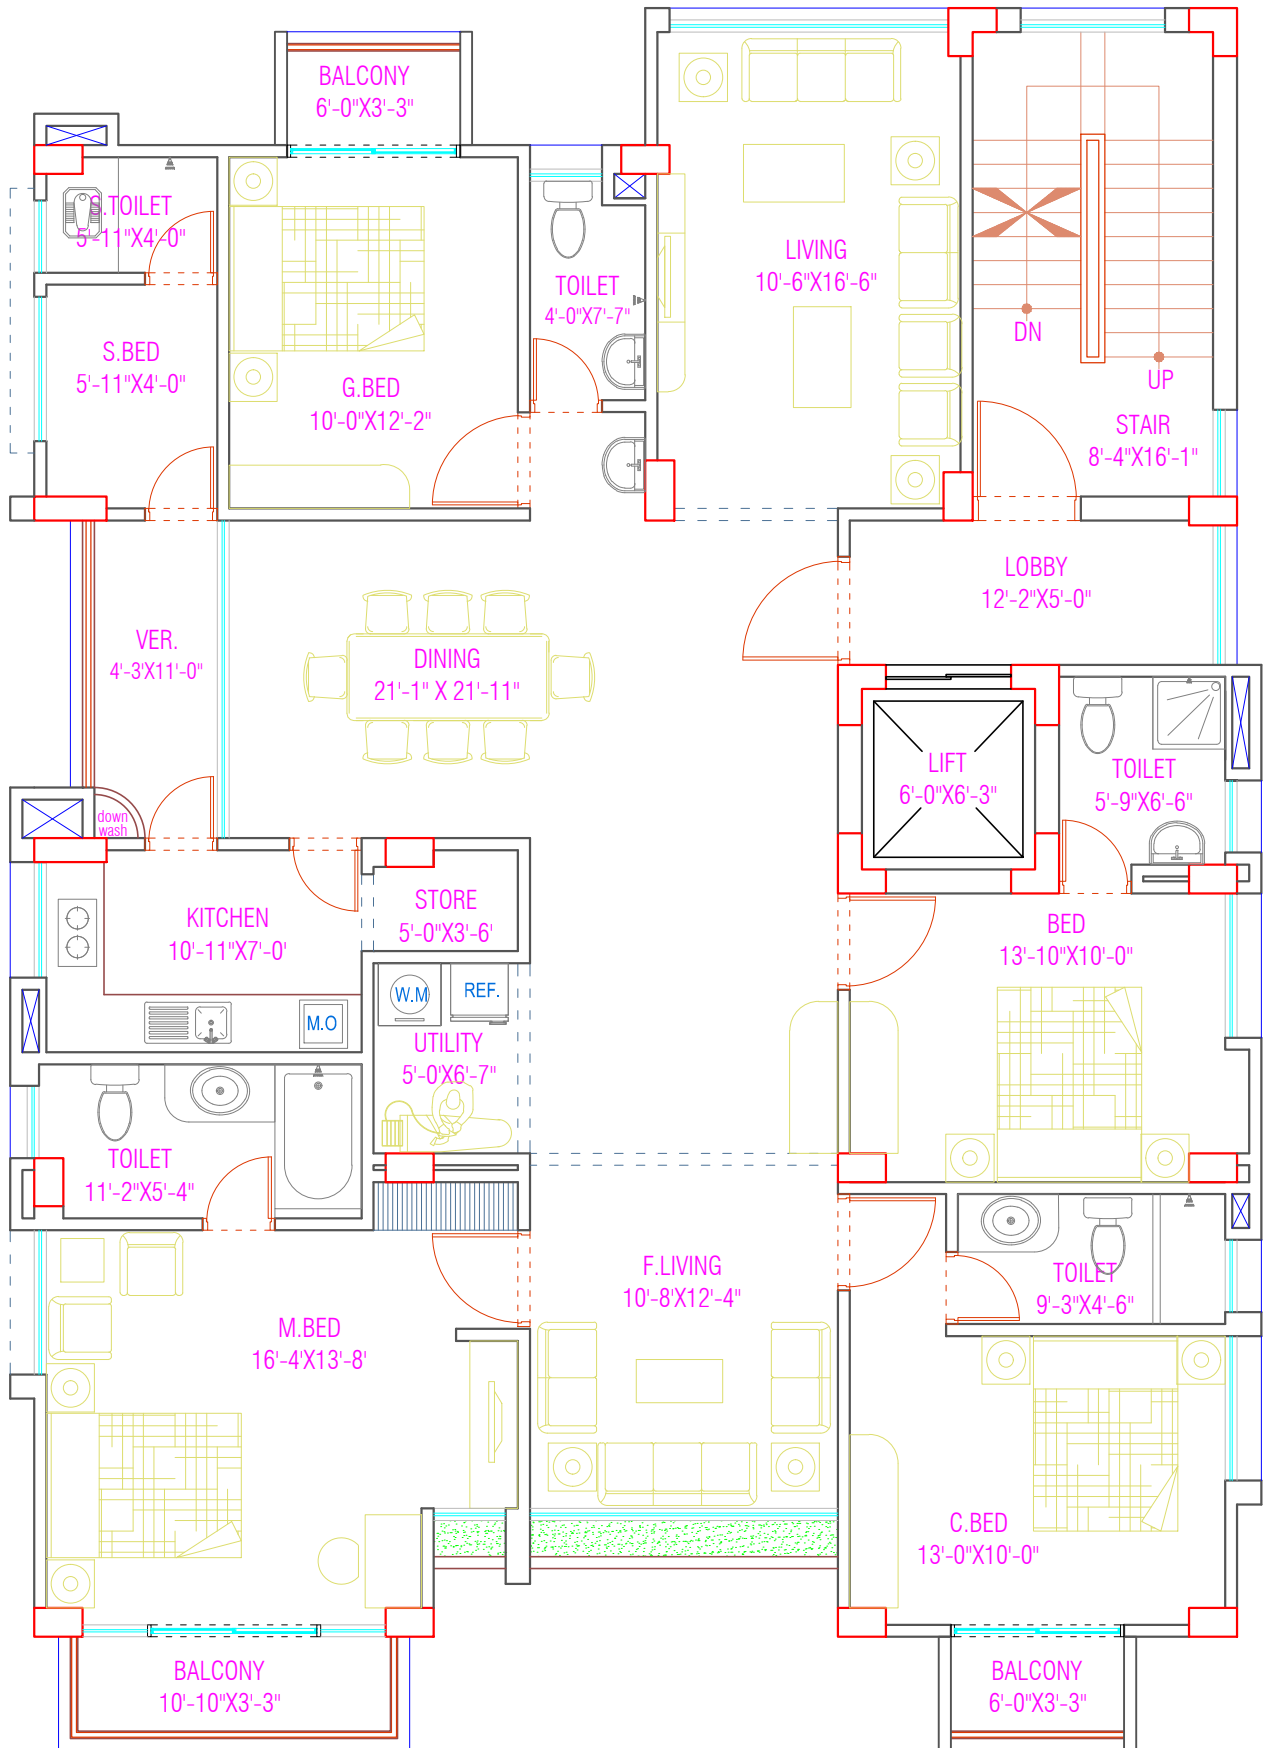 BALCONY
6'-0"X3'-3"
S.TOILET
5'-11"X4'-0"
TOILET
4'-0"X7'-7"
LIVING
10'-6"X16'-6"
DN
UP
STAIR
8'-4"X16'-1"
S.BED
5'-11"X4'-0"
G.BED
10'-0"X12'-2"
LOBBY
12'-2"X5'-0"
VER.
4'-3'X11'-0"
DINING
21'-1" X 21'-11"
LIFT
6'-0"X6'-3"
TOILET
5'-9"X6'-6"
down
wash
KITCHEN
10'-11"X7'-0'
STORE
5'-0"X3'-6'
BED
13'-10"X10'-0"
W.M
REF.
M.O
UTILITY
5'-0'X6'-7"
TOILET
11'-2"X5'-4"
F.LIVING
10'-8'X12'-4"
TOILET
9'-3"X4'-6"
M.BED
16'-4"X13'-8'
C.BED
13'-0"X10'-0"
BALCONY
10'-10"X3'-3"
BALCONY
6'-0"X3'-3"